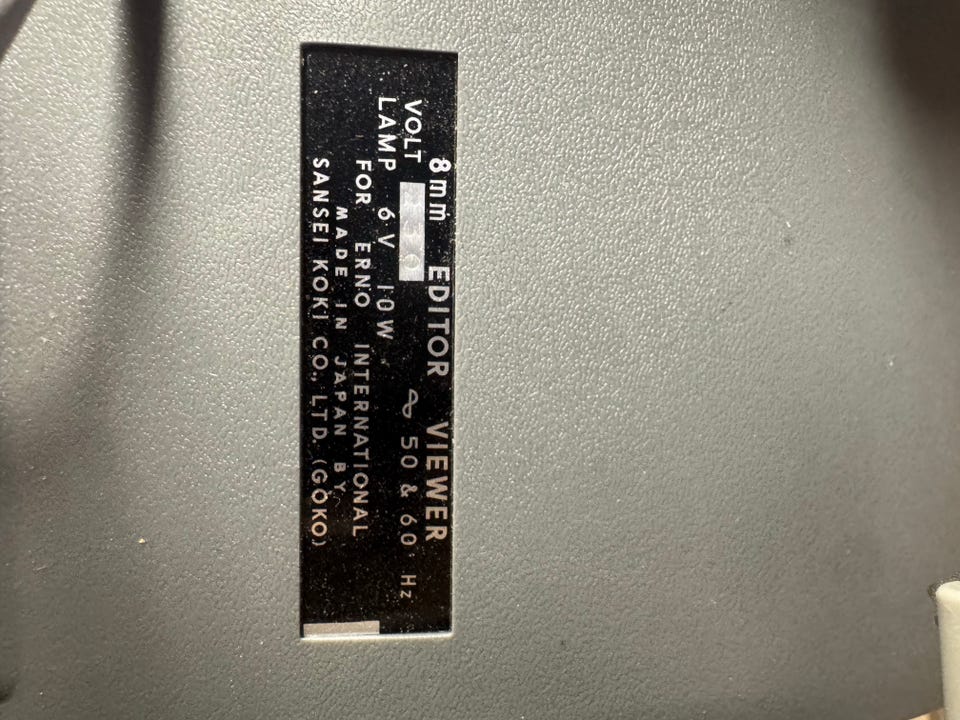 8mm EDITOR VIEWER
VOLT ∿ 50 & 60 Hz
LAMP 6V 10W
FOR ERNO INTERNATIONAL
MADE IN JAPAN BY
SANSEI KOKI CO., LTD. (GOKO)